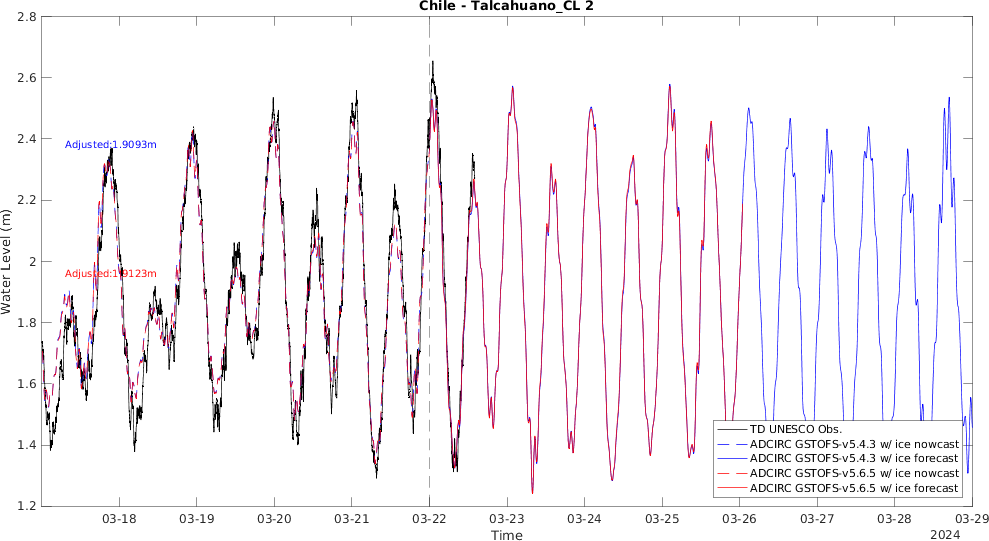 Chile - Talcahuano_CL 2
2.8
2.6
2.4
2.2
2
1.8
1.6
1.4
1.2
Water Level (m)
Adjusted:1.9093m
Adjusted:1.9123m
TD UNESCO Obs.
ADCIRC GSTOFS-v5.4.3 w/ ice nowcast
ADCIRC GSTOFS-v5.4.3 w/ ice forecast
ADCIRC GSTOFS-v5.6.5 w/ ice nowcast
ADCIRC GSTOFS-v5.6.5 w/ ice forecast
03-18 03-19 03-20 03-21 03-22 03-23 03-24 03-25 03-26 03-27 03-28 03-29
Time
2024